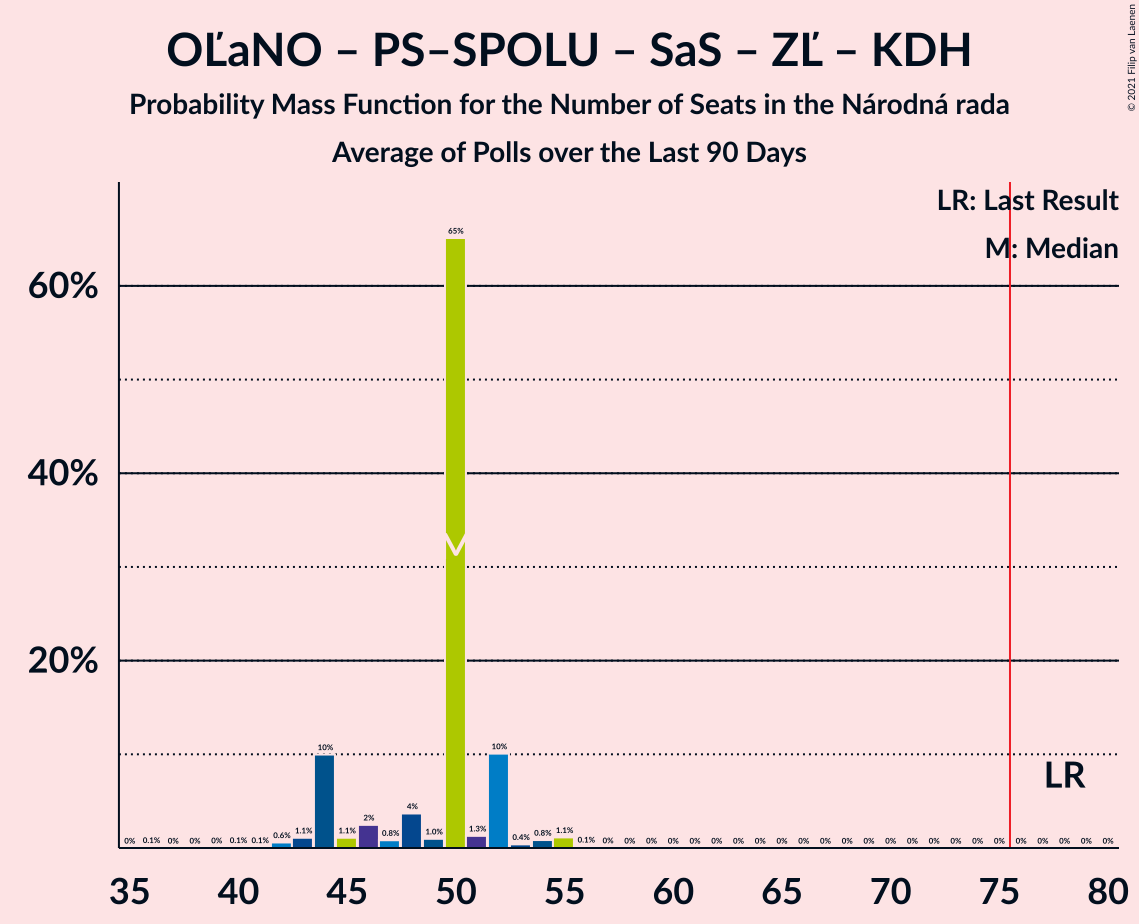 OĽaNO – PS–SPOLU – SaS – ZĽ – KDH
Probability Mass Function for the Number of Seats in the Národná rada
Average of Polls over the Last 90 Days
© 2021 Filip van Laenen
LR: Last Result
M: Median
60%
40%
20%
65%
LR
0% 0.1% 0% 0% 0% 0.1% 0.1% 0.6% 1.1% 10% 1.1% 2% 0.8% 4% 1.0% 1.3% 10% 0.4% 0.8% 1.1% 0.1% 0% 0% 0% 0% 0% 0% 0% 0% 0% 0% 0% 0% 0% 0% 0% 0% 0% 0% 0% 0% 0% 0% 0% 0%
35 40 45 50 55 60 65 70 75 80